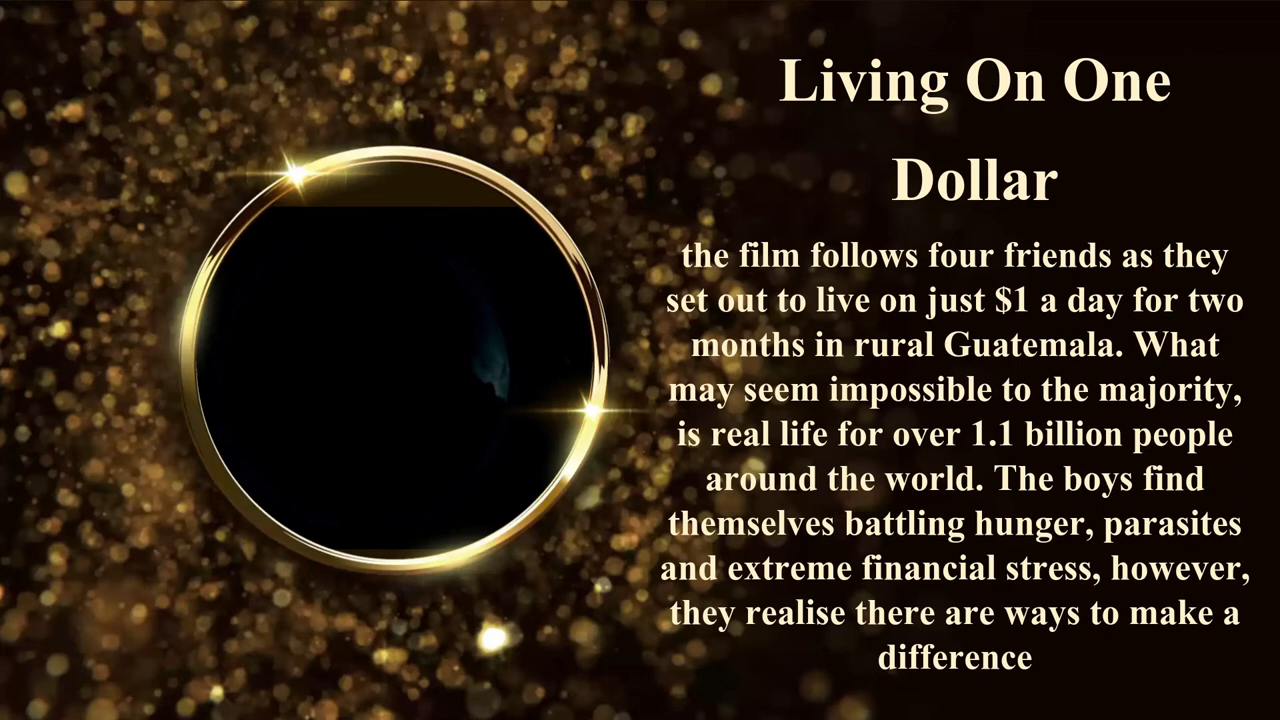 Living On One
Dollar
the film follows four friends as they
set out to live on just $1 a day for two
months in rural Guatemala. What
may seem impossible to the majority,
is real life for over 1.1 billion people
around the world. The boys find
themselves battling hunger, parasites
and extreme financial stress, however,
they realise there are ways to make a
difference